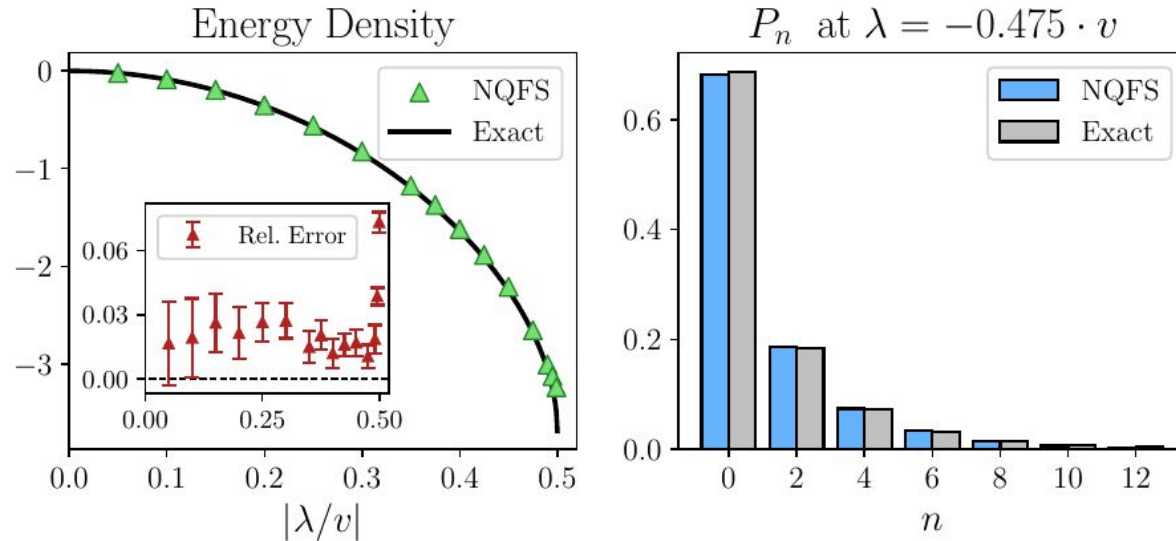 Energy Density
0
−1
−2
−3
NQFS
Exact
Rel. Error
0.06
0.03
0.00
0.00 0.25 0.50
0.0 0.1 0.2 0.3 0.4 0.5
|λ/v|
P_n at λ = −0.475 · v
0.6
0.4
0.2
0.0
NQFS
Exact
0 2 4 6 8 10 12
n